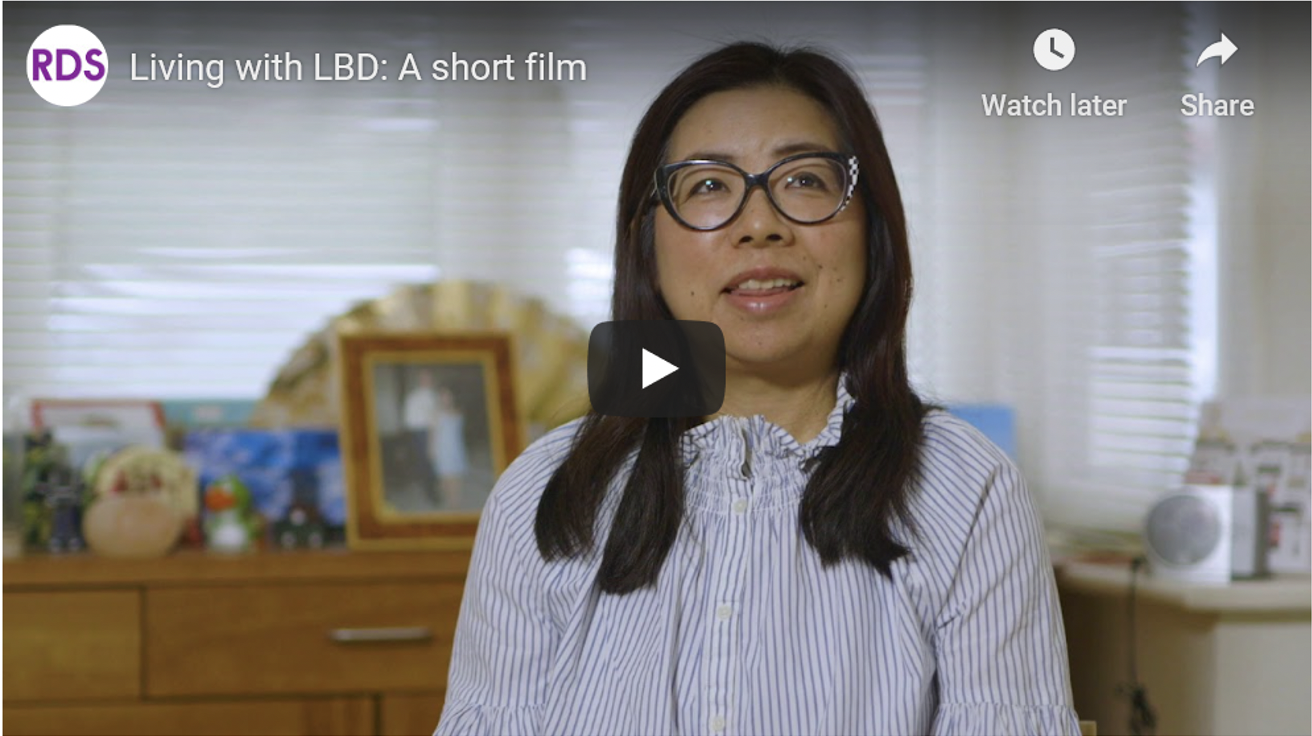 RDS
Living with LBD: A short film
Watch later
Share